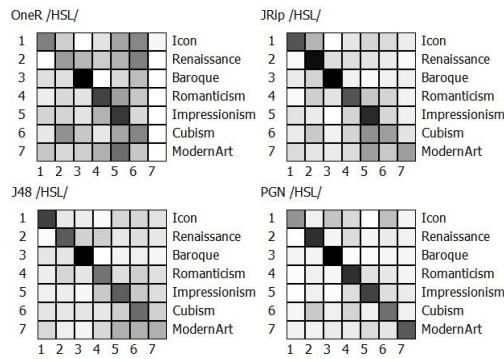 OneR /HSL/
1 Icon
2 Renaissance
3 Baroque
4 Romanticism
5 Impressionism
6 Cubism
7 ModernArt
1 2 3 4 5 6 7
JRip /HSL/
1 Icon
2 Renaissance
3 Baroque
4 Romanticism
5 Impressionism
6 Cubism
7 ModernArt
1 2 3 4 5 6 7
J48 /HSL/
1 Icon
2 Renaissance
3 Baroque
4 Romanticism
5 Impressionism
6 Cubism
7 ModernArt
1 2 3 4 5 6 7
PGN /HSL/
1 Icon
2 Renaissance
3 Baroque
4 Romanticism
5 Impressionism
6 Cubism
7 ModernArt
1 2 3 4 5 6 7